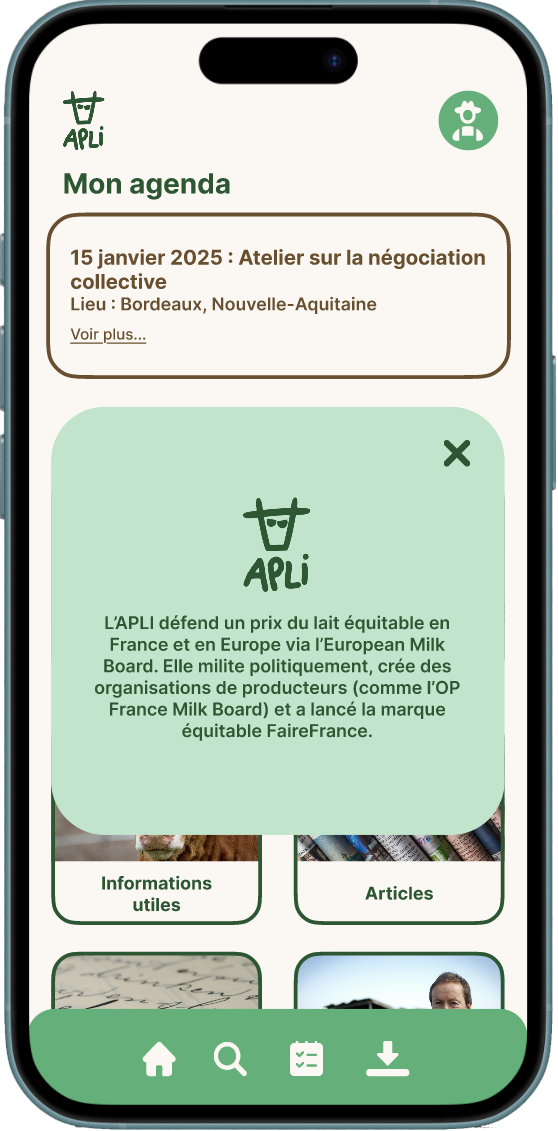 APLi
Mon agenda
15 janvier 2025 : Atelier sur la négociation
collective
Lieu : Bordeaux, Nouvelle-Aquitaine
Voir plus...
APLi
L’APLI défend un prix du lait équitable en
France et en Europe via l’European Milk
Board. Elle milite politiquement, crée des
organisations de producteurs (comme l’OP
France Milk Board) et a lancé la marque
équitable FaireFrance.
Informations
utiles
Articles